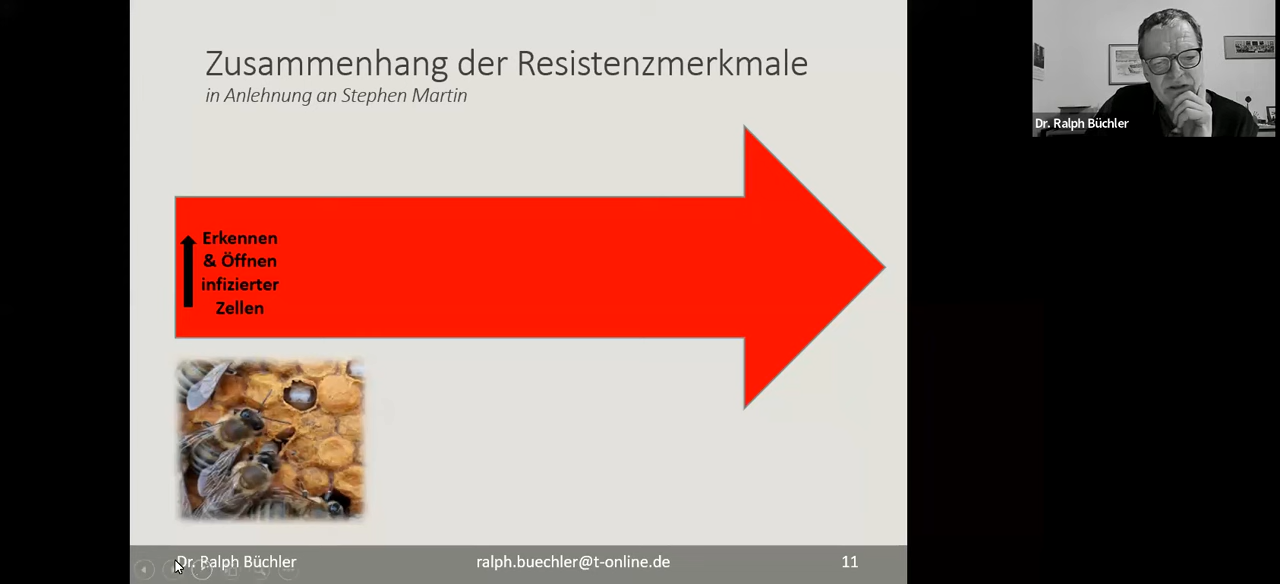 Zusammenhang der Resistenzmerkmale
in Anlehnung an Stephen Martin
Dr. Ralph Büchler
Erkennen
& Öffnen
infizierter
Zellen
Dr. Ralph Büchler
ralph.buechler@t-online.de
11